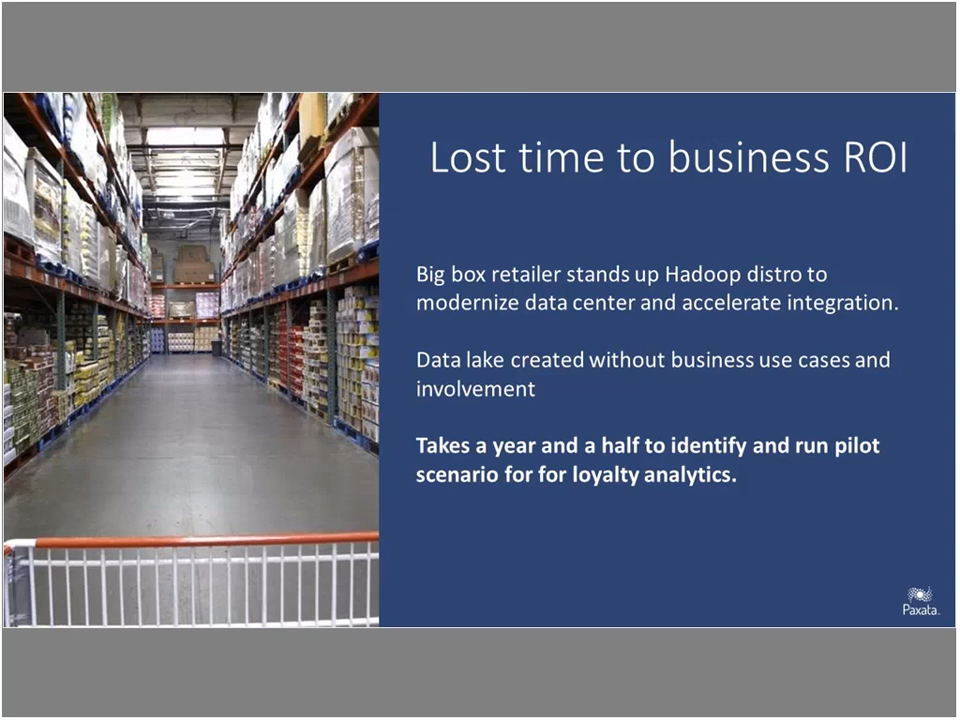 Lost time to business ROI
Big box retailer stands up Hadoop distro to
modernize data center and accelerate integration.
Data lake created without business use cases and
involvement
Takes a year and a half to identify and run pilot
scenario for for loyalty analytics.
Paxata